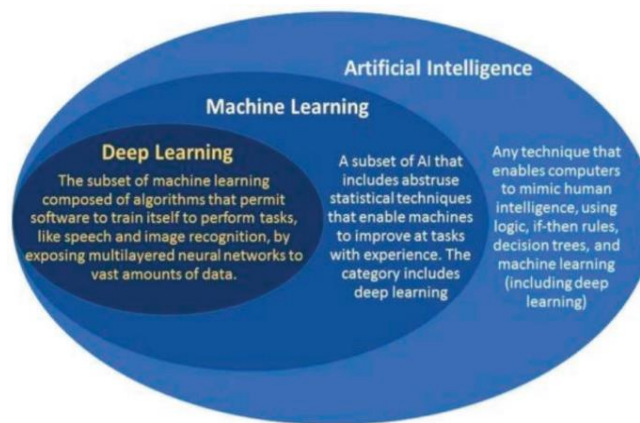 Artificial Intelligence
Machine Learning
Deep Learning
The subset of machine learning
composed of algorithms that permit
software to train itself to perform tasks,
like speech and image recognition, by
exposing multilayered neural networks to
vast amounts of data.
A subset of AI that
includes abstruse
statistical techniques
that enable machines
to improve at tasks
with experience. The
category includes
deep learning
Any technique that
enables computers
to mimic human
intelligence, using
logic, if-then rules,
decision trees, and
machine learning
(including deep
learning)